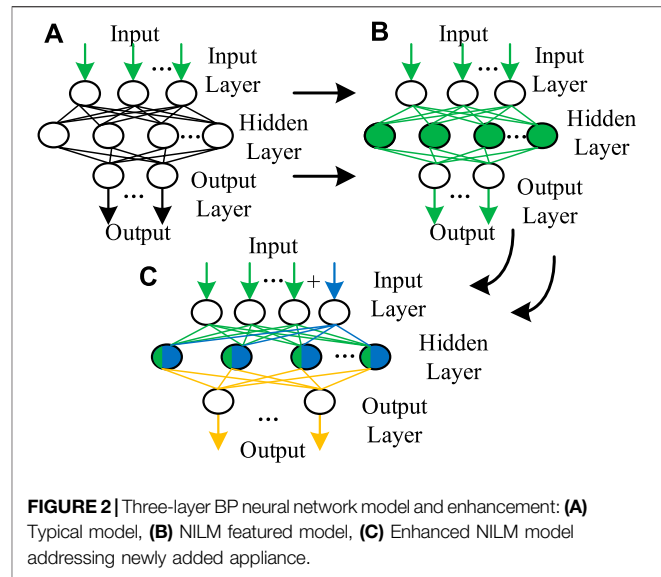 A
Input
...
Input
Layer
Hidden
Layer
...
Output
Layer
...
Output
B
Input
...
Input
Layer
Hidden
Layer
...
Output
Layer
...
Output
C
Input
...
+
Input
Layer
Hidden
Layer
...
Output
Layer
...
Output
FIGURE 2 | Three-layer BP neural network model and enhancement: (A)
Typical model, (B) NILM featured model, (C) Enhanced NILM model
addressing newly added appliance.